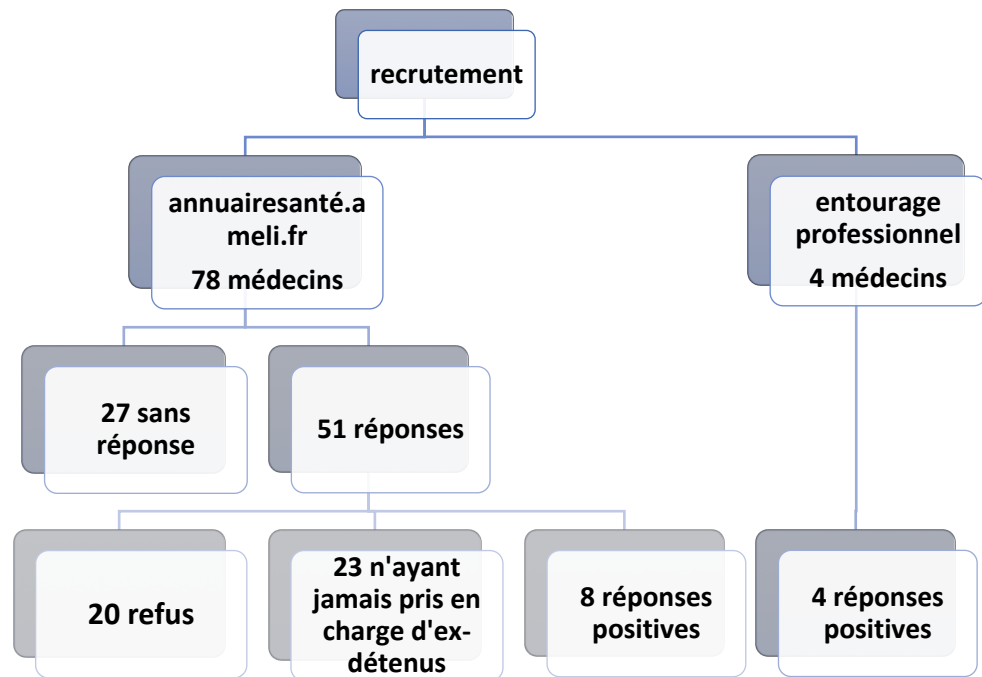 recrutement
annuairesanté.a
meli.fr
78 médecins
entourage
professionnel
4 médecins
27 sans
réponse
51 réponses
20 refus
23 n'ayant
jamais pris en
charge d'ex-
détenus
8 réponses
positives
4 réponses
positives